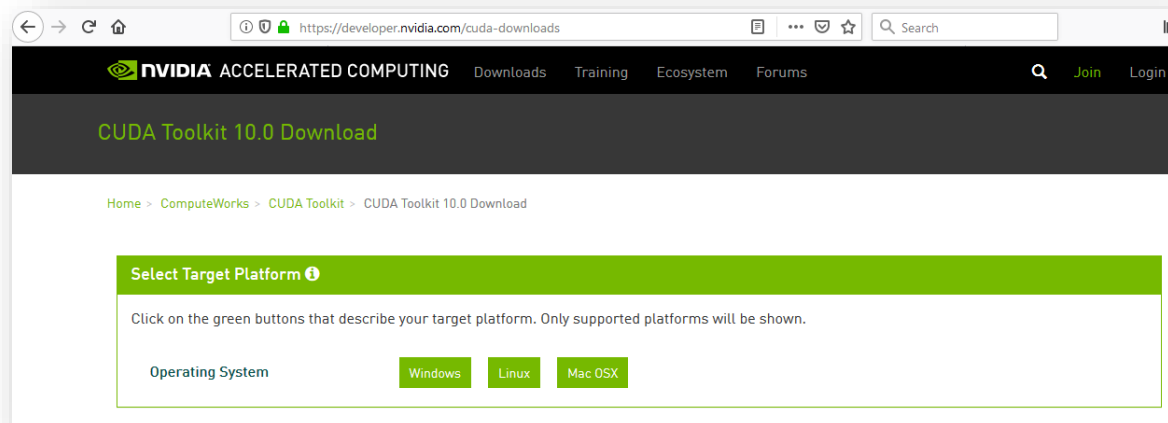 https://developer.nvidia.com/cuda-downloads
Search
NVIDIA ACCELERATED COMPUTING Downloads Training Ecosystem Forums Join Login
CUDA Toolkit 10.0 Download
Home > ComputeWorks > CUDA Toolkit > CUDA Toolkit 10.0 Download
Select Target Platform
Click on the green buttons that describe your target platform. Only supported platforms will be shown.
Operating System Windows Linux Mac OSX